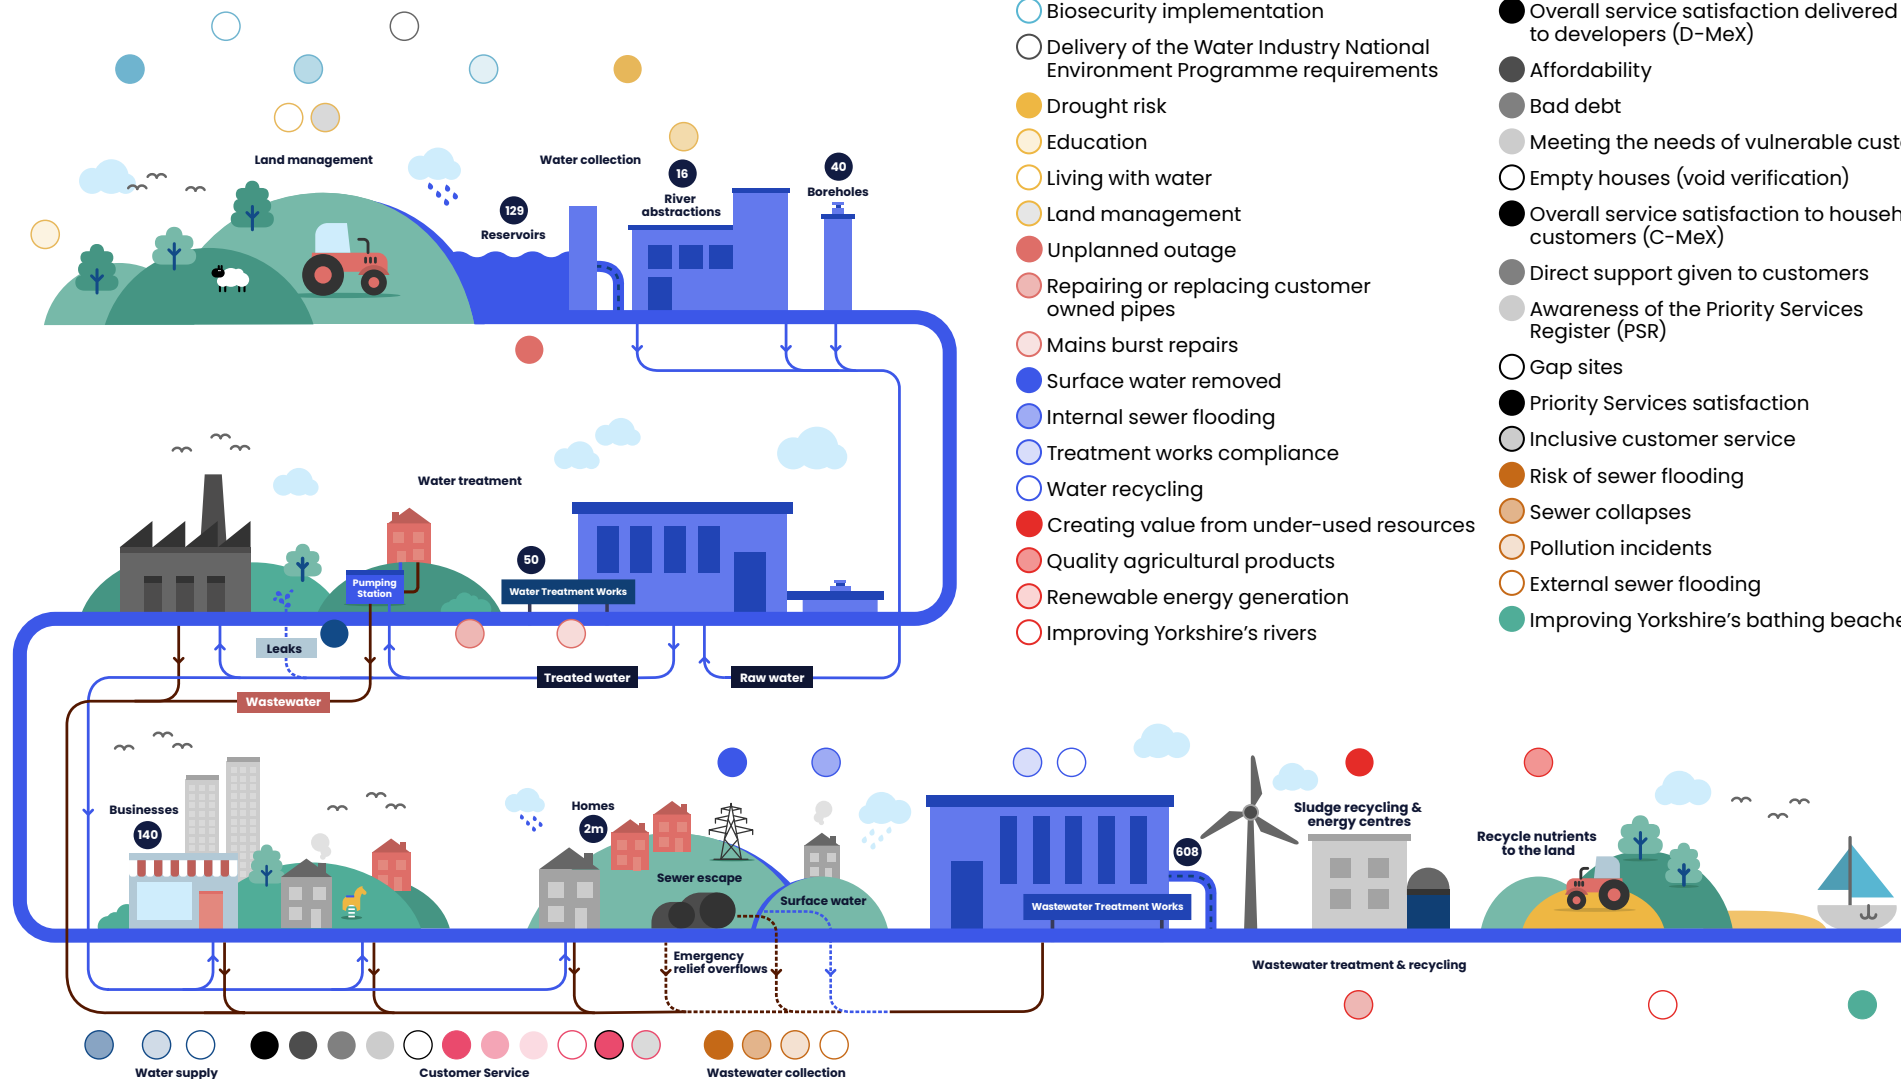 Land management
Water collection
129
Reservoirs
16
River
abstractions
40
Boreholes
Water treatment
Pumping
Station
50
Water Treatment Works
Leaks
Treated water
Raw water
Wastewater
Businesses
140
Homes
2m
Sewer escape
Surface water
Emergency
relief overflows
608
Wastewater Treatment Works
Sludge recycling &
energy centres
Recycle nutrients
to the land
Wastewater treatment & recycling
Water supply
Customer Service
Wastewater collection
Biosecurity implementation
Delivery of the Water Industry National
Environment Programme requirements
Drought risk
Education
Living with water
Land management
Unplanned outage
Repairing or replacing customer
owned pipes
Mains burst repairs
Surface water removed
Internal sewer flooding
Treatment works compliance
Water recycling
Creating value from under-used resources
Quality agricultural products
Renewable energy generation
Improving Yorkshire's rivers
Overall service satisfaction delivered
to developers (D-MeX)
Affordability
Bad debt
Meeting the needs of vulnerable
Empty houses (void verification)
Overall service satisfaction to
customers (C-MeX)
Direct support given to customers
Awareness of the Priority Services
Register (PSR)
Gap sites
Priority Services satisfaction
Inclusive customer service
Risk of sewer flooding
Sewer collapses
Pollution incidents
External sewer flooding
Improving Yorkshire's bathing